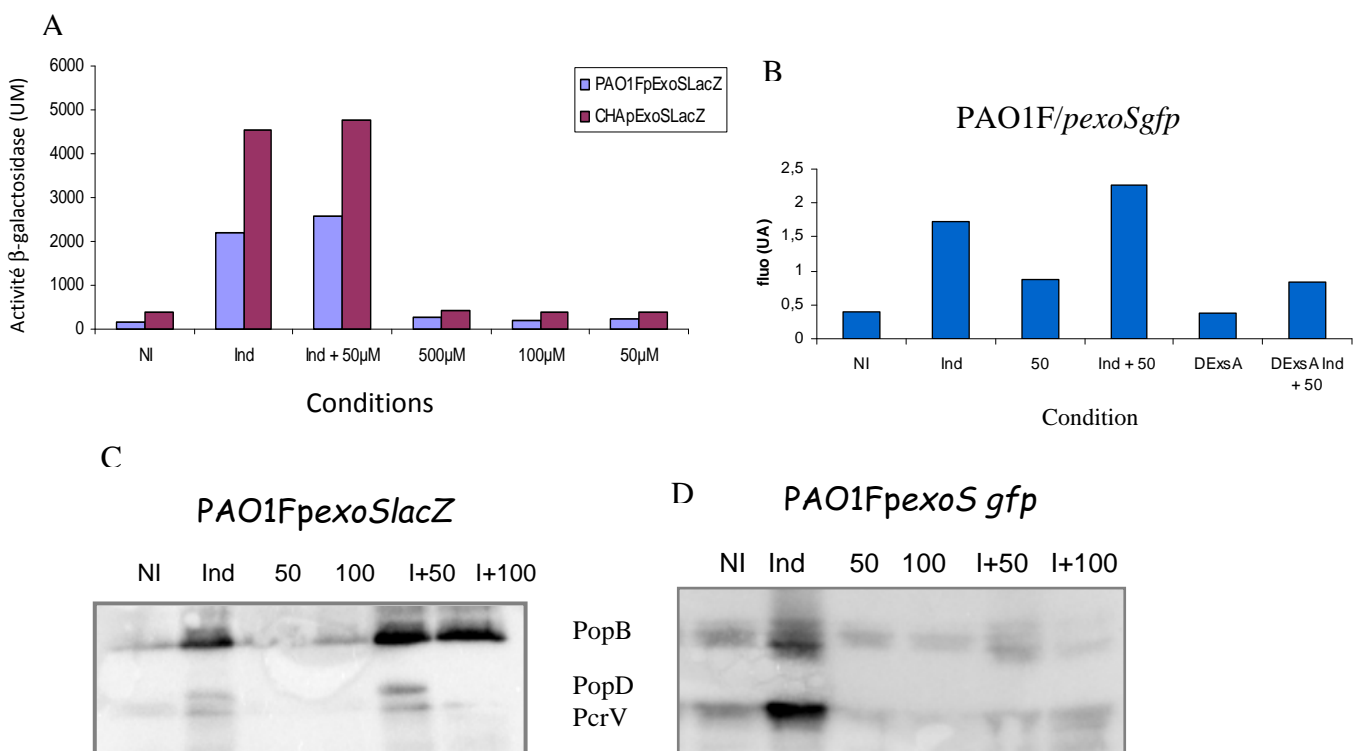 A
Activité β-galactosidase (UM)
6000
5000
4000
3000
2000
1000
0
NI Ind Ind + 50µM 500µM 100µM 50µM
Conditions
PAO1FpExoSLacZ
CHApExoSLacZ
B
PAO1F/pexoSgfp
fluo (UA)
2,5
2
1,5
1
0,5
0
NI Ind 50 Ind + 50 DExsA DExsA Ind
+ 50
Condition
C
PAO1FpexoSlacZ
NI Ind 50 100 I+50 I+100
PopB
PopD
PcrV
D
PAO1FpexoS gfp
NI Ind 50 100 I+50 I+100